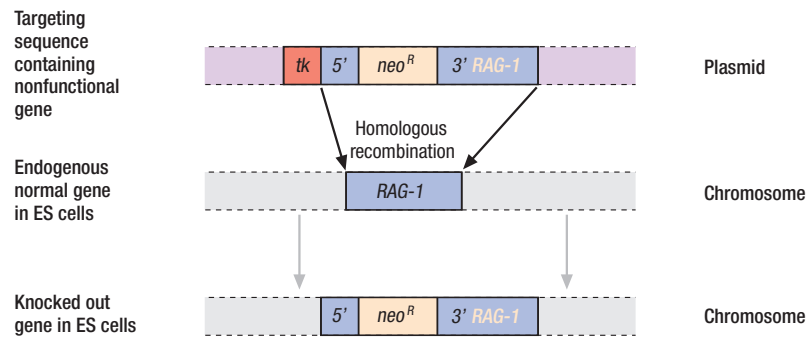 Targeting
sequence
containing
nonfunctional
gene
tk 5' neoR 3' RAG-1
Plasmid
Homologous
recombination
Endogenous
normal gene
in ES cells
RAG-1
Chromosome
Knocked out
gene in ES cells
5' neoR 3' RAG-1
Chromosome